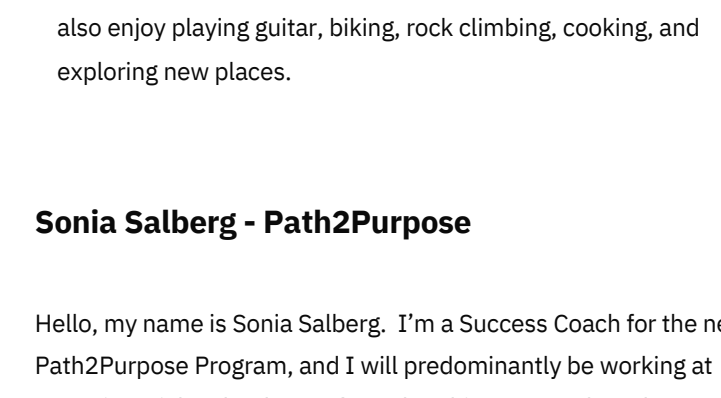 also enjoy playing guitar, biking, rock climbing, cooking, and
exploring new places.
Sonia Salberg - Path2Purpose
Hello, my name is Sonia Salberg.  I’m a Success Coach for the
Path2Purpose Program, and I will predominantly be working at